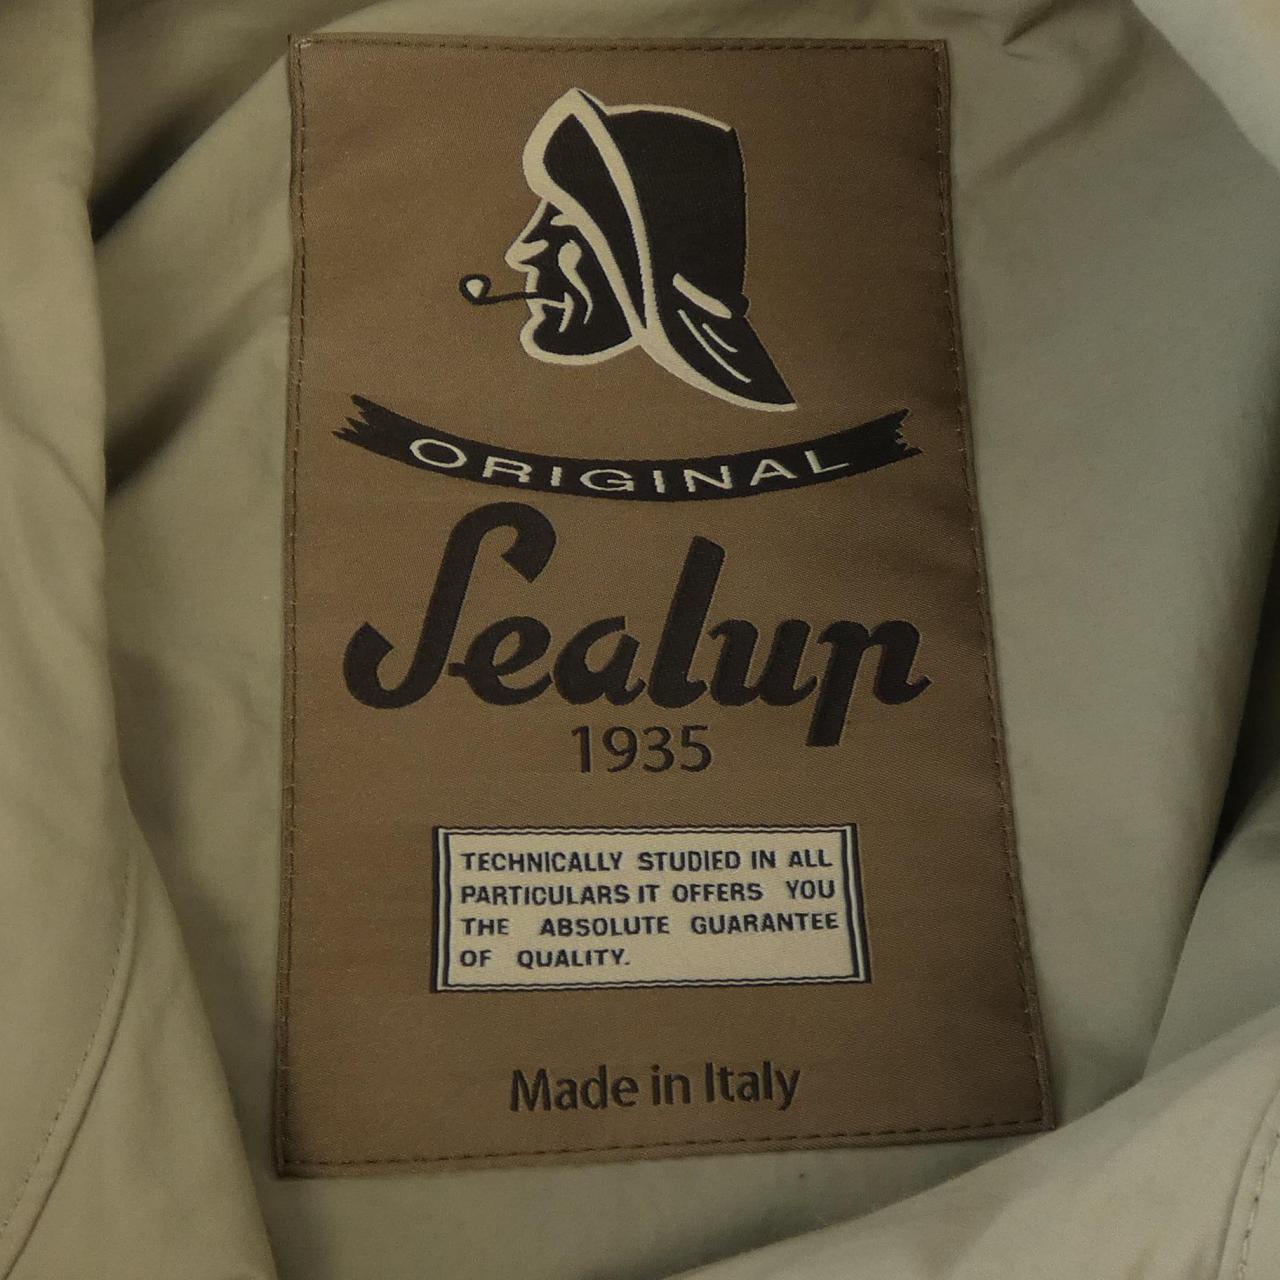 ORIGINAL
Sealup
1935
TECHNICALLY STUDIED IN ALL
PARTICULARS IT OFFERS YOU
THE ABSOLUTE GUARANTEE
OF QUALITY.
Made in Italy